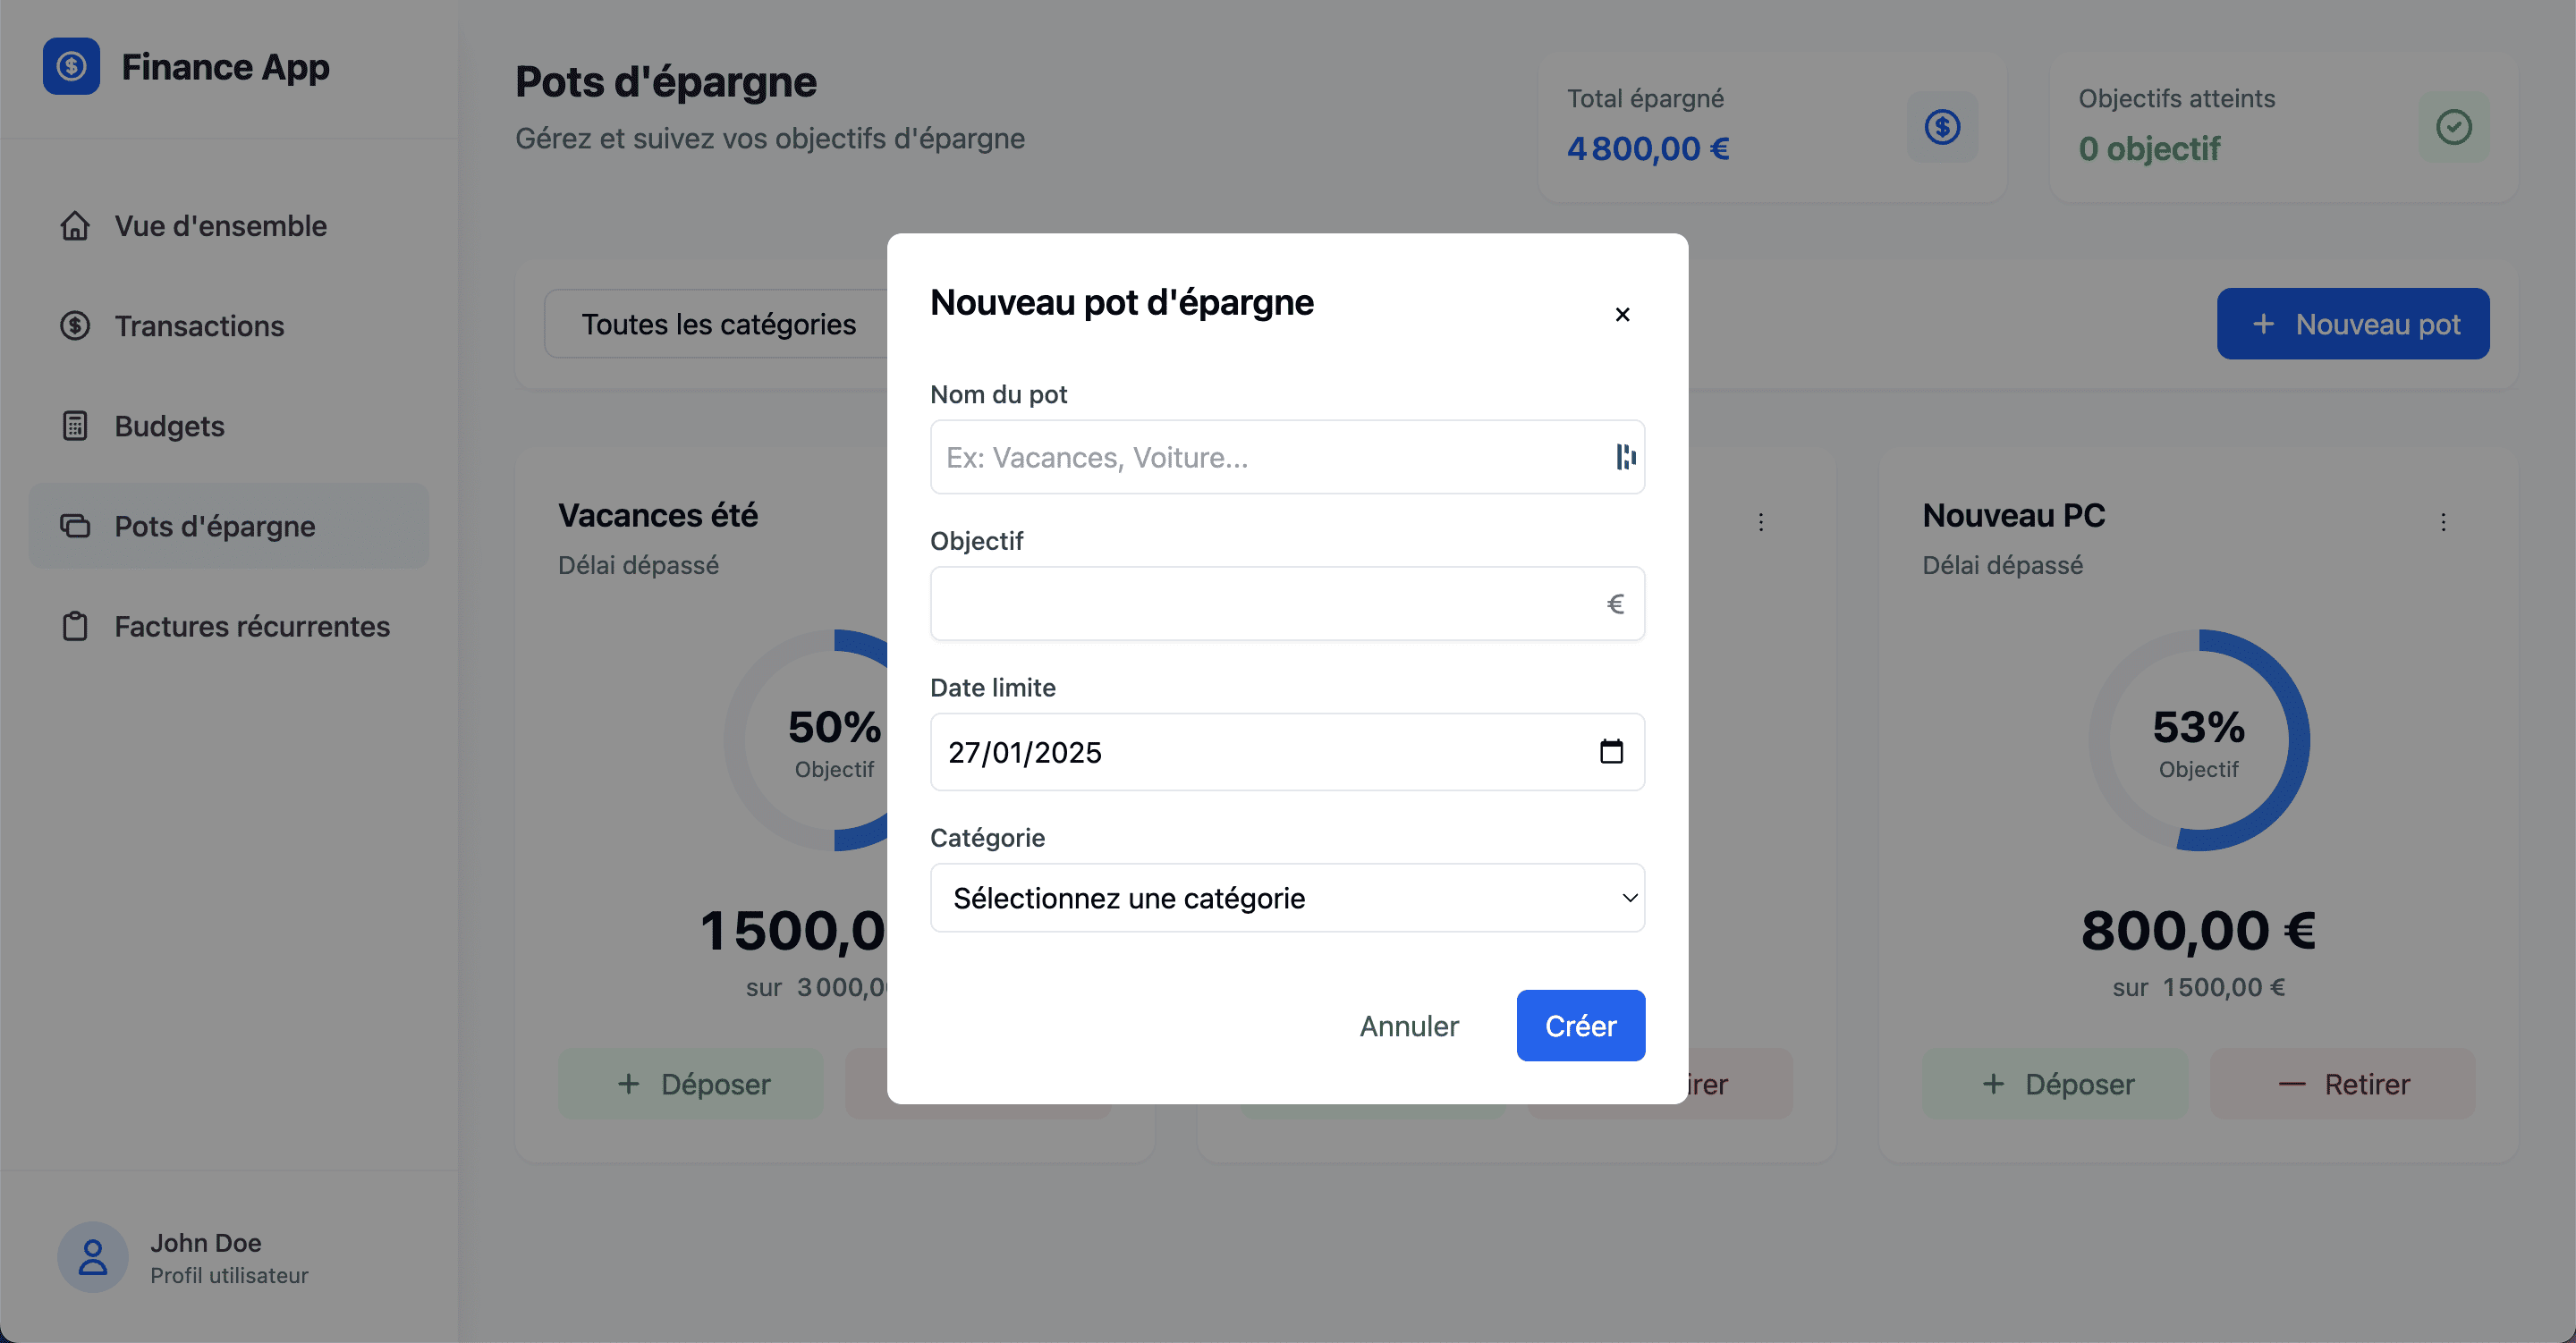 Finance App
Vue d'ensemble
Transactions
Budgets
Pots d'épargne
Factures récurrentes
John Doe
Profil utilisateur
Pots d'épargne
Gérez et suivez vos objectifs d'épargne
Total épargné
4 800,00 €
Objectifs atteints
0 objectif
Toutes les catégories
+ Nouveau pot
Vacances été
Délai dépassé
50%
Objectif
1 500,0
sur 3 000,0
+ Déposer
Nouveau pot d'épargne
×
Nom du pot
Ex: Vacances, Voiture...
Objectif
€
Date limite
27/01/2025
Catégorie
Sélectionnez une catégorie
Annuler
Créer
irer
Nouveau PC
Délai dépassé
53%
Objectif
800,00 €
sur 1 500,00 €
+ Déposer
— Retirer